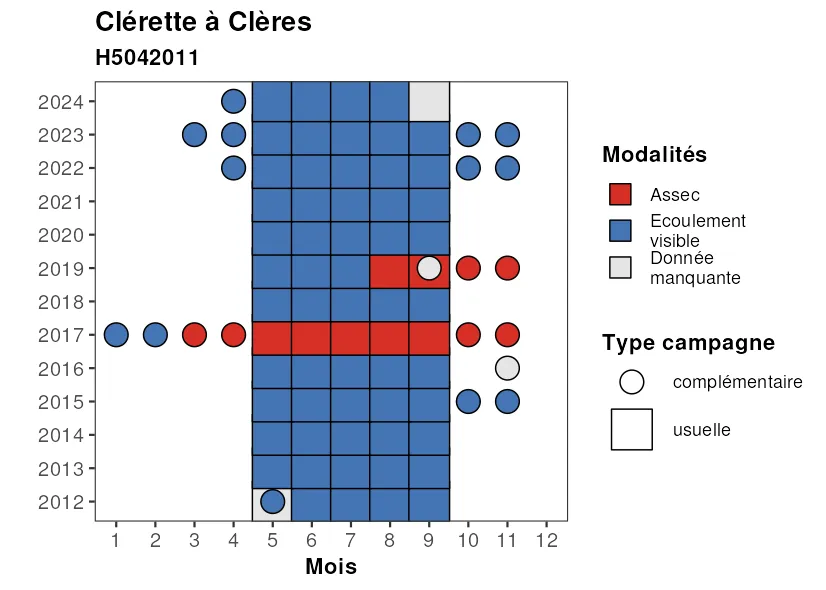 Clérette à Clères
H5042011
2024
2023
2022
2021
2020
2019
2018
2017
2016
2015
2014
2013
2012
1 2 3 4 5 6 7 8 9 10 11 12
Mois
Modalités
Assec
Ecoulement
visible
Donnée
manquante
Type campagne
complémentaire
usuelle